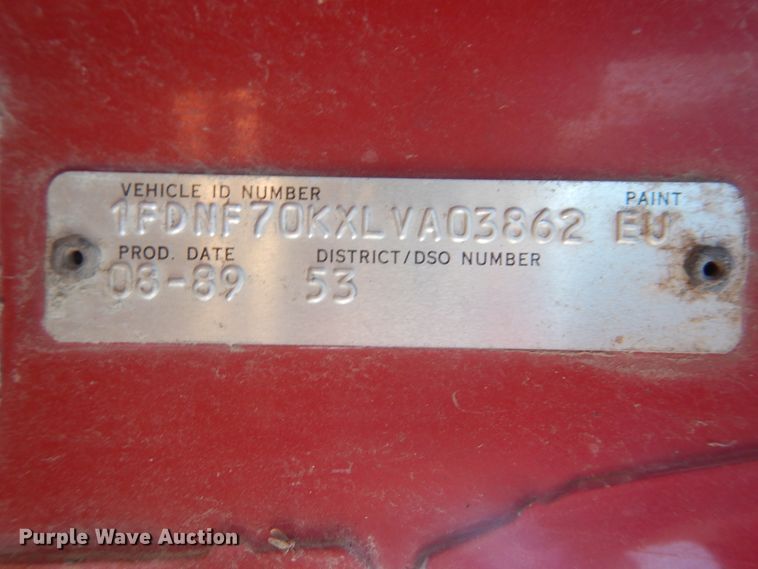 VEHICLE ID NUMBER PAINT
1FDNF70KXLVA03862 EU
PROD. DATE DISTRICT/DSO NUMBER
08-89 53
Purple Wave Auction®